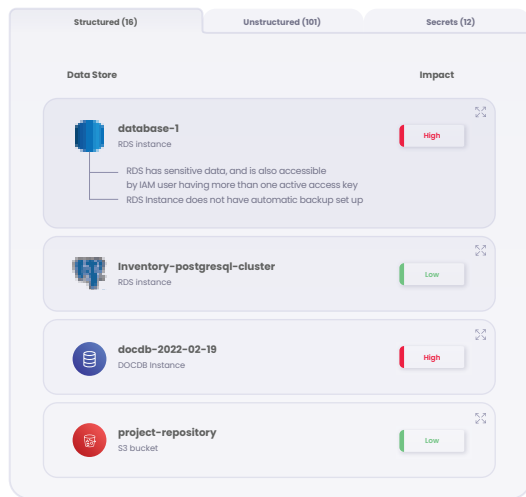 Structured (16)
Unstructured (101)
Secrets (12)
Data Store
Impact
database-1
RDS instance
High
RDS has sensitive data, and is also accessible
by IAM user having more than one active access key
RDS Instance does not have automatic backup set up
Inventory-postgresql-cluster
RDS instance
Low
docdb-2022-02-19
DOCDB Instance
High
project-repository
S3 bucket
Low